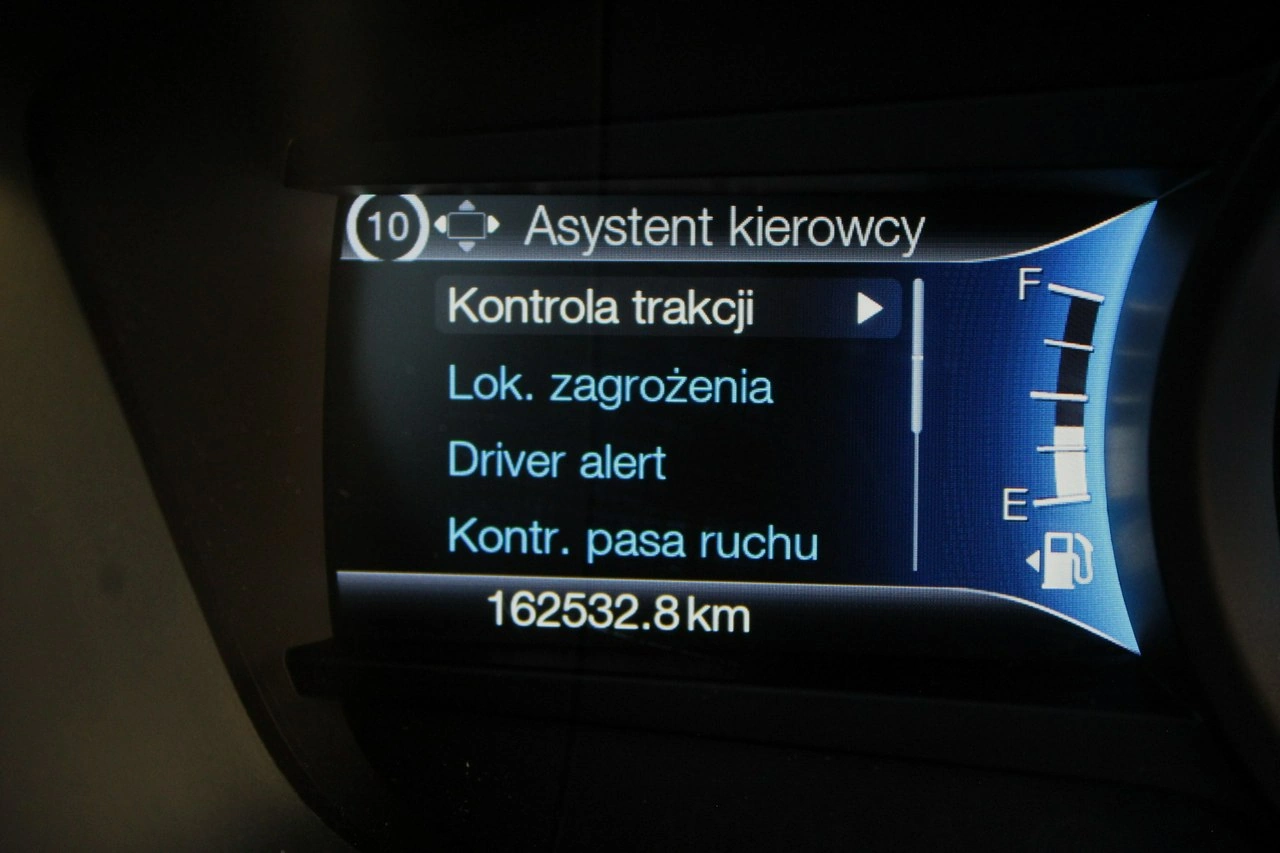 10 Asystent kierowcy
Kontrola trakcji
Lok. zagrożenia
Driver alert
Kontr. pasa ruchu
162532.8 km
F
E